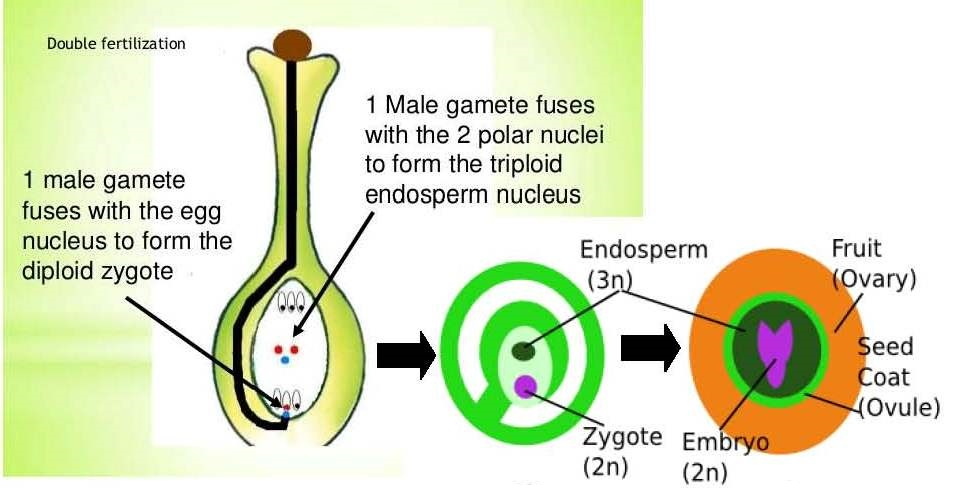 Double fertilization
1 Male gamete fuses
with the 2 polar nuclei
to form the triploid
endosperm nucleus
1 male gamete
fuses with the egg
nucleus to form the
diploid zygote
Endosperm
(3n)
Zygote
(2n)
Fruit
(Ovary)
Seed
Coat
(Ovule)
Embryo
(2n)